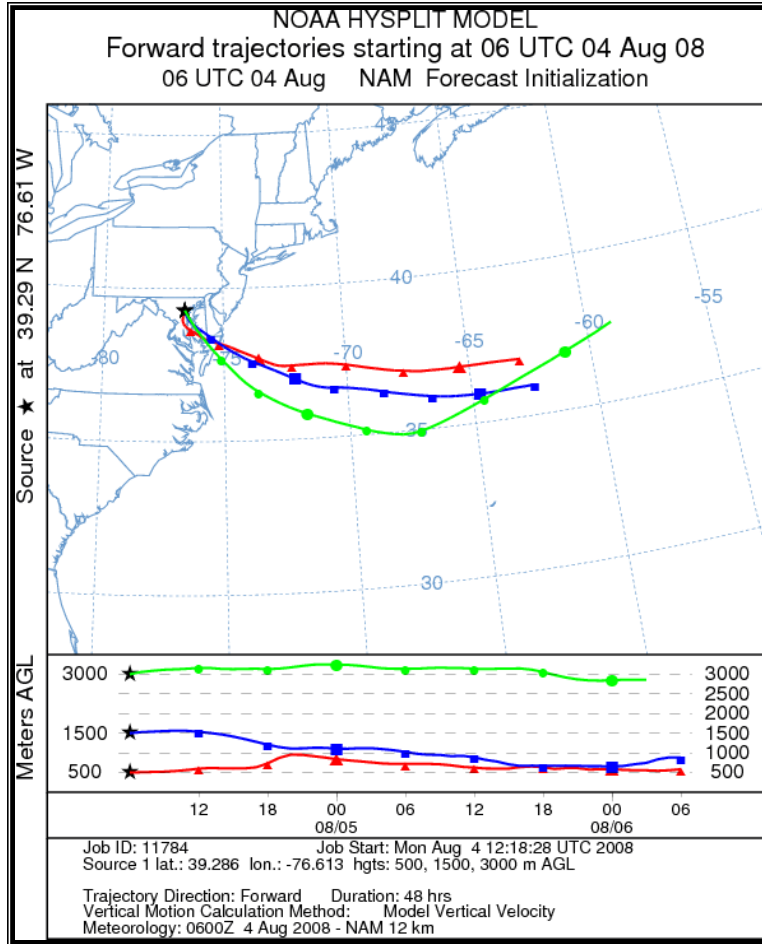 NOAA HYSPLIT MODEL
Forward trajectories starting at 06 UTC 04 Aug 08
06 UTC 04 Aug NAM Forecast Initialization
Source ★ at 39.29 N 76.61 W
40
-55
-60
-65
-70
-75
-80
35
30
Meters AGL
3000
1500
500
3000
2500
2000
1500
1000
500
12 18 00 06 12 18 00 06
08/05 08/06
Job ID: 11784 Job Start: Mon Aug 4 12:18:28 UTC 2008
Source 1 lat.: 39.286 lon.: -76.613 hgts: 500, 1500, 3000 m AGL
Trajectory Direction: Forward Duration: 48 hrs
Vertical Motion Calculation Method: Model Vertical Velocity
Meteorology: 0600Z 4 Aug 2008 - NAM 12 km